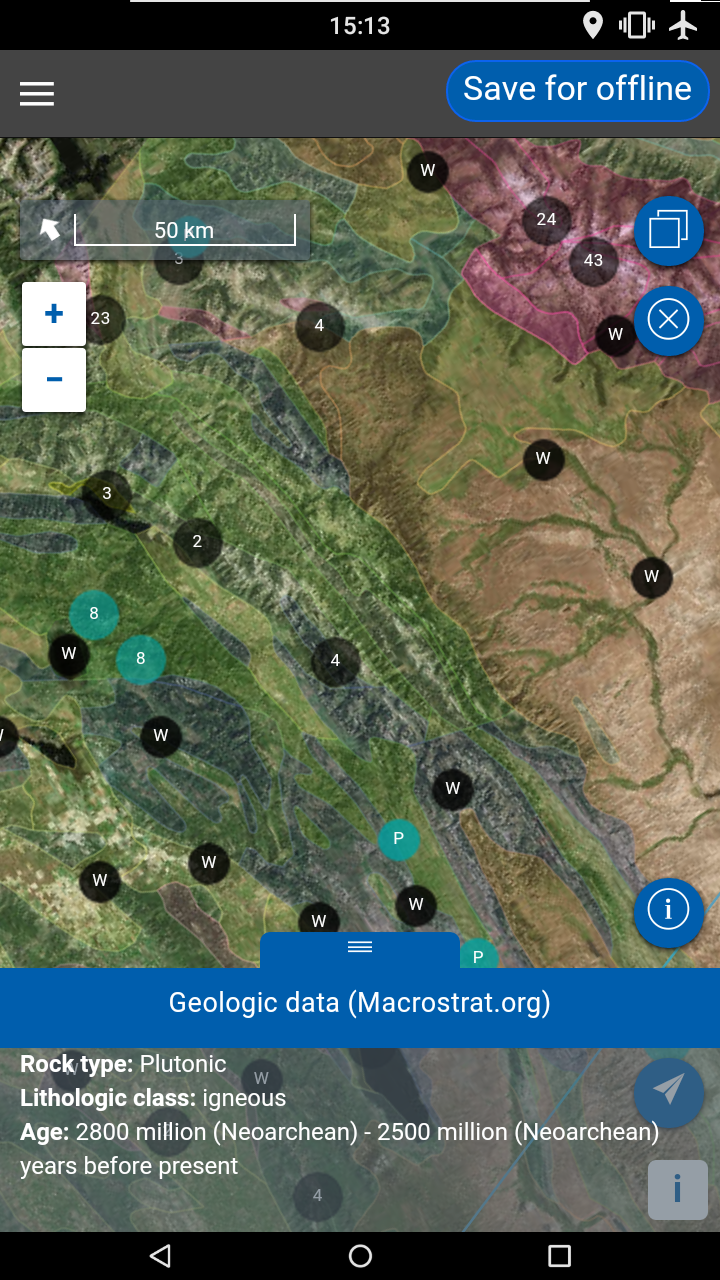 15:13
Save for offline
W
24
50 km
3
43
23
4
W
+
−
W
3
2
W
8
W
8
4
W
W
W
P
W
W
W
W
i
P
Geologic data (Macrostrat.org)
Rock type: Plutonic
W
Lithologic class: igneous
Age: 2800 million (Neoarchean) - 2500 million (Neoarchean)
years before present
4
i